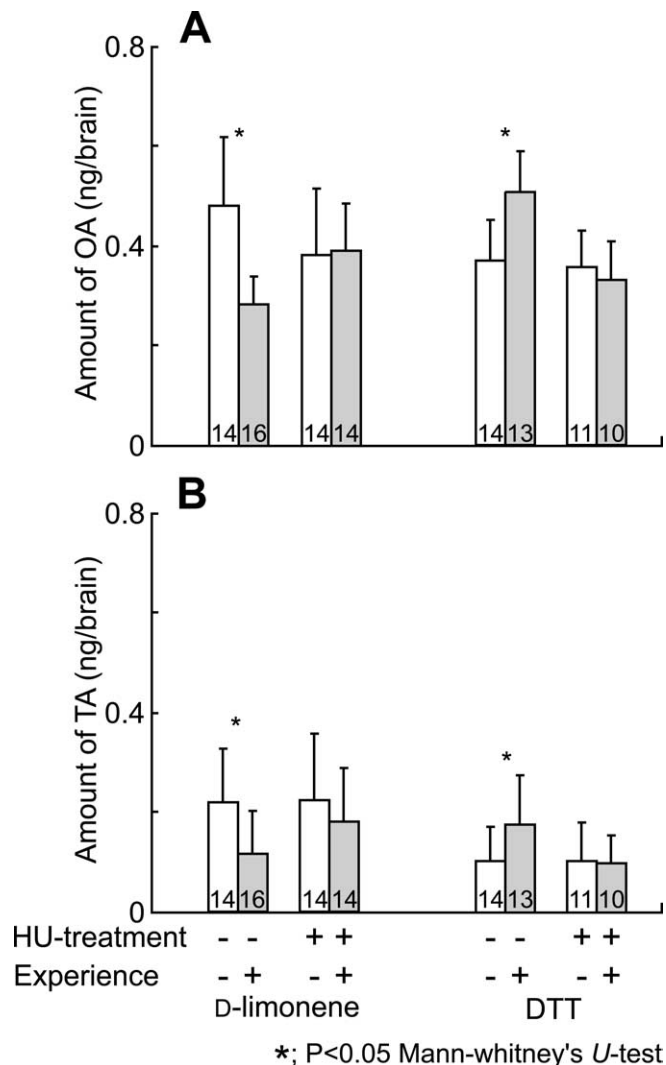 A
0.8
Amount of OA (ng/brain)
*
*
0.4
14 16 14 14 14 13 11 10
0
B
0.8
Amount of TA (ng/brain)
0.4
*
*
14 16 14 14 14 13 11 10
0
HU-treatment - - + + - - + +
Experience - + - + - + - +
D-limonene DTT
*; P<0.05 Mann-whitney's U-test